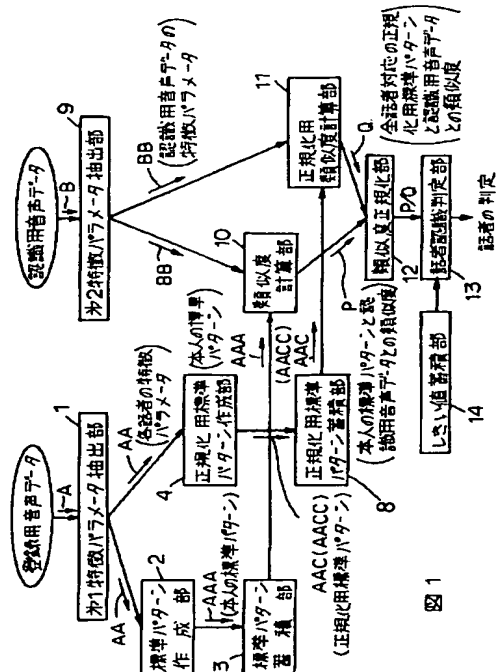 登録用音声データ
~A
第1特徴パラメータ抽出部
1
AA
AA
(各話者の特徴
パラメータ)
標準パターン
作成部
2
AAA
(本人の標準パターン)
標準パターン
蓄積部
3
4
正規化用標準
パターン作成部
AAC(AACC)
(正規化用標準パターン)
正規化用標準
パターン蓄積部
8
(本人の標準
パターン)
AAA
(AACC)
AAC
認識用音声データ
~B
第2特徴パラメータ抽出部
9
BB
BB
(認識用音声データの
特徴パラメータ)
10
類似度
計算部
11
正規化用
類似度計算部
P
(本人の標準パターンと認
識用音声データとの類似度)
Q
(全話者対応の正規
化用標準パターン
と認識用音声データ
との類似度)
類似度正規化部
12
P/Q
話者認識判定部
13
しきい値蓄積部
14
話者の判定
図1